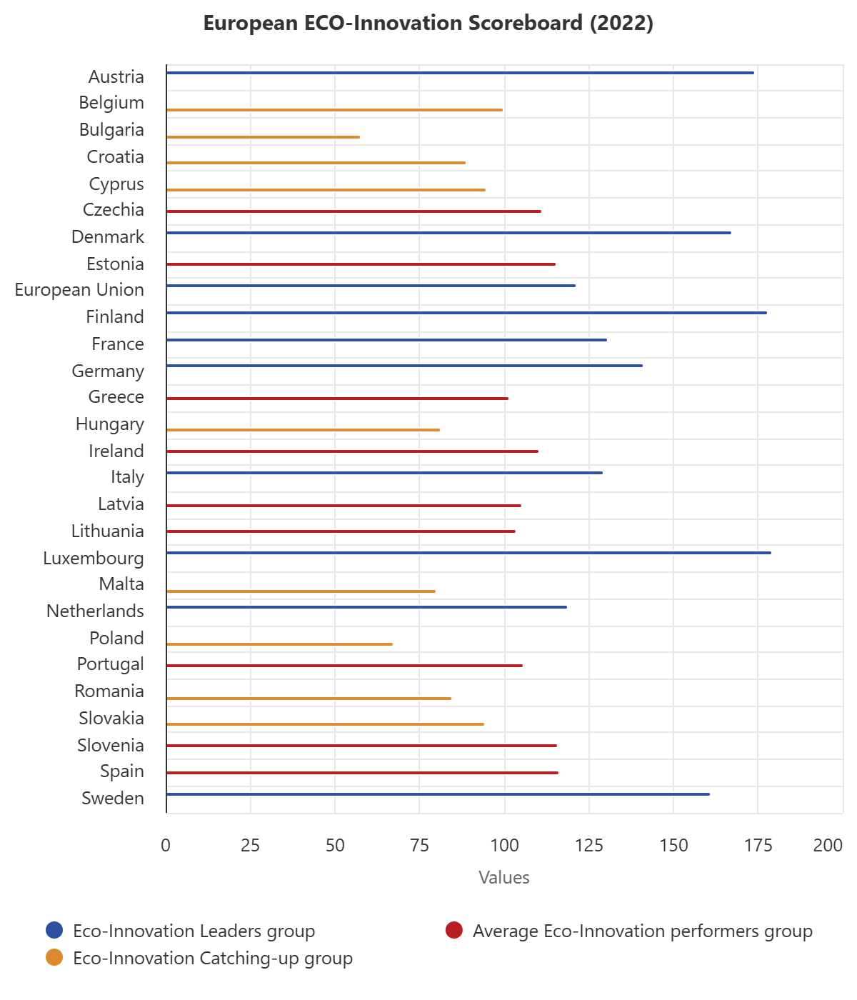 European ECO-Innovation Scoreboard (2022)
Austria
Belgium
Bulgaria
Croatia
Cyprus
Czechia
Denmark
Estonia
European Union
Finland
France
Germany
Greece
Hungary
Ireland
Italy
Latvia
Lithuania
Luxembourg
Malta
Netherlands
Poland
Portugal
Romania
Slovakia
Slovenia
Spain
Sweden
0 25 50 75 100 125 150 175 200
Values
Eco-Innovation Leaders group
Average Eco-Innovation performers group
Eco-Innovation Catching-up group